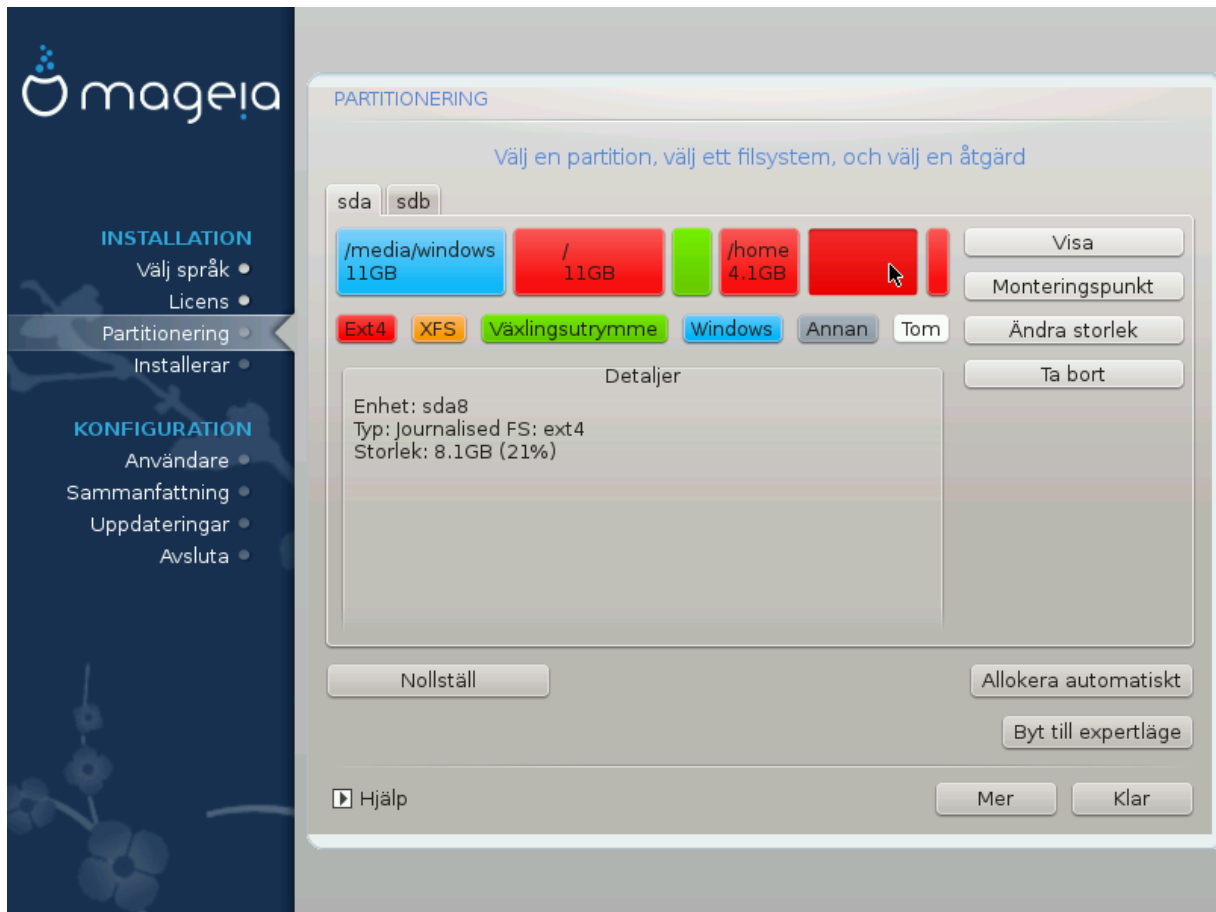 mageia
INSTALLATION
Välj språk
Licens
Partitionering
Installerar
KONFIGURATION
Användare
Sammanfattning
Uppdateringar
Avsluta
PARTITIONERING
Välj en partition, välj ett filsystem, och välj en åtgärd
sda sdb
/media/windows
11GB
/
11GB
/home
4.1GB
Ext4 XFS Växlingsutrymme Windows Annan Tom
Visa
Monteringspunkt
Ändra storlek
Ta bort
Detaljer
Enhet: sda8
Typ: Journalised FS: ext4
Storlek: 8.1GB (21%)
Nollställ
Allokera automatiskt
Byt till expertläge
Hjälp
Mer
Klar